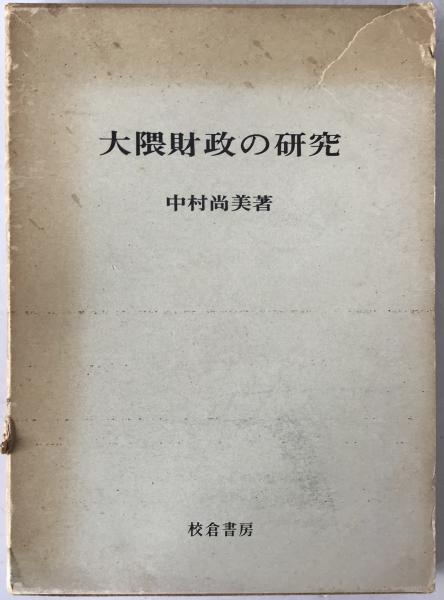 大隈財政の研究
中村尚美著
校倉書房